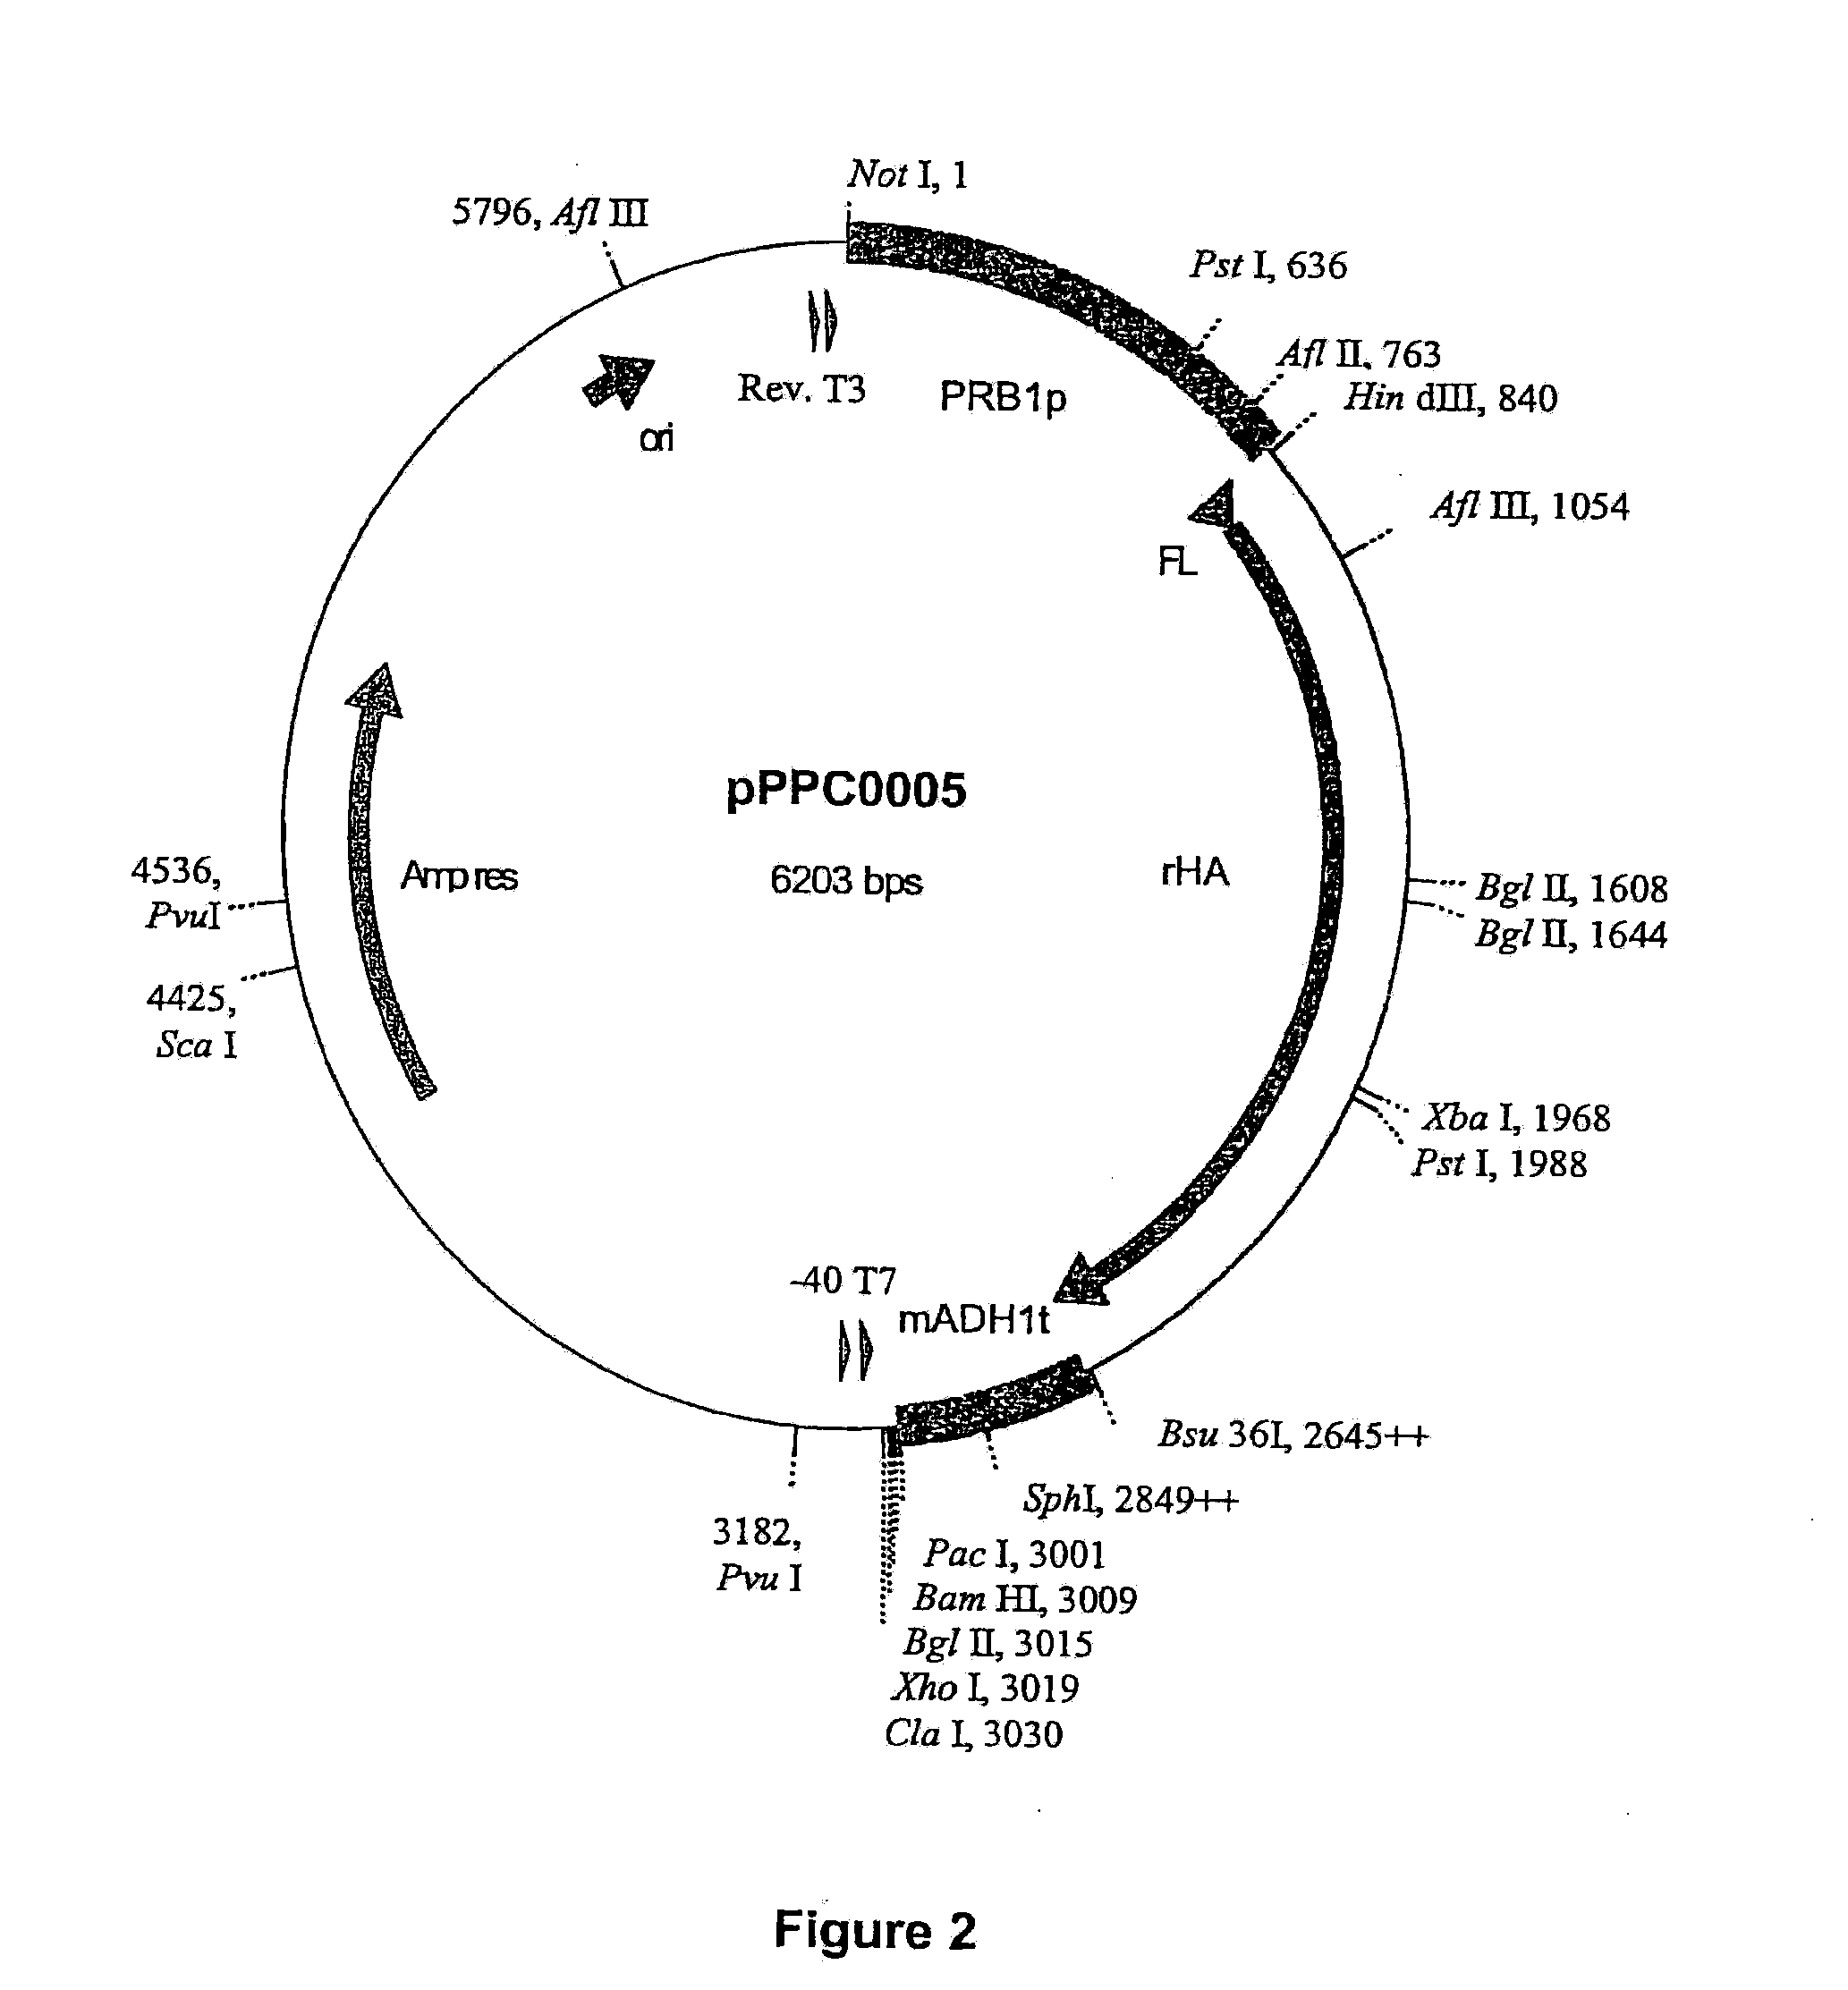 Not I, 1
5796, Afl III
Pst I, 636
Afl II, 763
Hin dIII, 840
Rev. T3
PRB1p
ori
Afl III, 1054
FL
pPPC0005
6203 bps
Amp res
rHA
4536,
PvuI
Bgl II, 1608
Bgl II, 1644
4425,
Sca I
Xba I, 1968
Pst I, 1988
-40 T7
mADH1t
Bsu 36I, 2645++
SphI, 2849++
3182,
Pvu I
Pac I, 3001
Bam HI, 3009
Bgl II, 3015
Xho I, 3019
Cla I, 3030
Figure 2